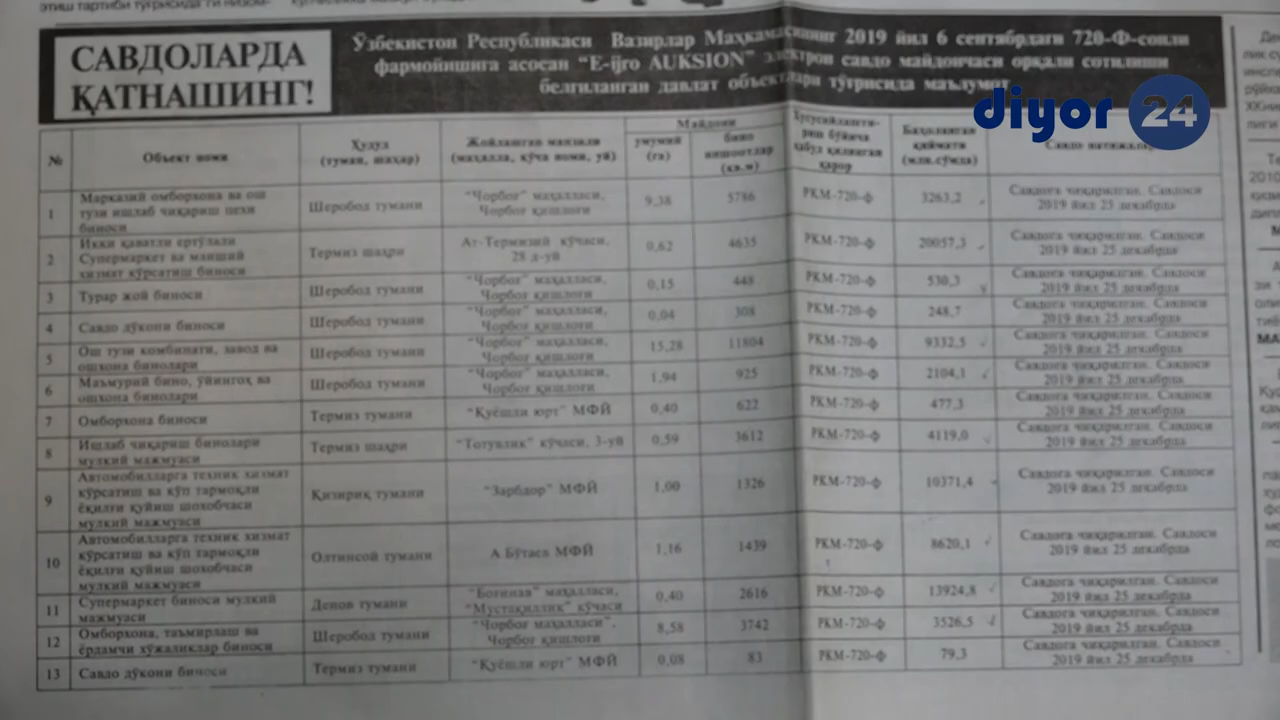 этиш тартиби тўғрисида
САВДОЛАРДА
ҚАТНАШИНГ!
Ўзбекистон Республикаси Вазирлар Маҳкамасининг 2019 йил 6 сентябрдаги 720-Ф-сонли
фармойишига асосан “E-ijro AUKSION” электрон савдо майдончаси орқали сотилиши
белгиланган давлат объектлари тўғрисида маълумот
diyor 24
№
Объект номи
Ҳудуд
(туман, шаҳар)
Жойлашган манзили
(маҳалла, кўча номи, уй)
Майдони
умумий
(га)
бино
иншоотлар
(кв.м)
Хусусийлашти-
риш бўйича
қабул қилинган
қарор
Баҳоланган
қиймати
(млн.сўмда)
Савдо натижалари
1
Марказий омборхона ва ош
тузи ишлаб чиқариш цехи
биноси
Шеробод тумани
“Чорбоғ” маҳалласи,
Чорбоғ қишлоғи
9,38
5786
РКМ-720-ф
3263,2
Савдога чиқарилган. Савдоси
2019 йил 25 декабрда
2
Икки қаватли ертўлали
Супермаркет ва маиший
хизмат кўрсатиш биноси
Термиз шаҳри
Ат-Термизий кўчаси,
28 д-уй
0,62
4635
РКМ-720-ф
20057,3
Савдога чиқарилган. Савдоси
2019 йил 25 декабрда
3
Турар жой биноси
Шеробод тумани
“Чорбоғ” маҳалласи,
Чорбоғ қишлоғи
0,15
448
РКМ-720-ф
530,3
Савдога чиқарилган. Савдоси
2019 йил 25 декабрда
4
Савдо дўкони биноси
Шеробод тумани
“Чорбоғ” маҳалласи,
Чорбоғ қишлоғи
0,04
308
РКМ-720-ф
248,7
Савдога чиқарилган. Савдоси
2019 йил 25 декабрда
5
Ош тузи комбинати, завод ва
ошхона бинолари
Шеробод тумани
“Чорбоғ” маҳалласи,
Чорбоғ қишлоғи
15,28
11804
РКМ-720-ф
9332,5
Савдога чиқарилган. Савдоси
2019 йил 25 декабрда
6
Маъмурий бино, ўйингоҳ ва
ошхона бинолари
Шеробод тумани
“Чорбоғ” маҳалласи,
Чорбоғ қишлоғи
1,94
925
РКМ-720-ф
2104,1
Савдога чиқарилган. Савдоси
2019 йил 25 декабрда
7
Омборхона биноси
Термиз тумани
“Қуёшли юрт” МФЙ
0,40
622
РКМ-720-ф
477,3
Савдога чиқарилган. Савдоси
2019 йил 25 декабрда
8
Ишлаб чиқариш бинолари
мулкий мажмуаси
Термиз шаҳри
“Тотувлик” кўчаси, 3-уй
0,59
3612
РКМ-720-ф
4119,0
Савдога чиқарилган. Савдоси
2019 йил 25 декабрда
9
Автомобилларга техник хизмат
кўрсатиш ва кўп тармоқли
ёқилғи қуйиш шохобчаси
мулкий мажмуаси
Қизириқ тумани
“Зарбдор” МФЙ
1,00
1326
РКМ-720-ф
10371,4
Савдога чиқарилган. Савдоси
2019 йил 25 декабрда
10
Автомобилларга техник хизмат
кўрсатиш ва кўп тармоқли
ёқилғи қуйиш шохобчаси
мулкий мажмуаси
Олтинсой тумани
А.Бўтаев МФЙ
1,16
1439
РКМ-720-ф
8620,1
Савдога чиқарилган. Савдоси
2019 йил 25 декабрда
11
Супермаркет биноси мулкий
мажмуаси
Денов тумани
маҳалласи,
“Мустақиллик” кўчаси
0,40
2616
РКМ-720-ф
13924,8
Савдога чиқарилган. Савдоси
2019 йил 25 декабрда
12
Омборхона, таъмирлаш ва
ёрдамчи хўжаликлар биноси
Шеробод тумани
“Чорбоғ маҳалласи”,
Чорбоғ қишлоғи
8,58
3742
РКМ-720-ф
3526,5
Савдога чиқарилган. Савдоси
2019 йил 25 декабрда
13
Савдо дўкони биноси
Термиз тумани
“Қуёшли юрт” МФЙ
0,08
83
РКМ-720-ф
79,3
Савдога чиқарилган. Савдоси
2019 йил 25 декабрда